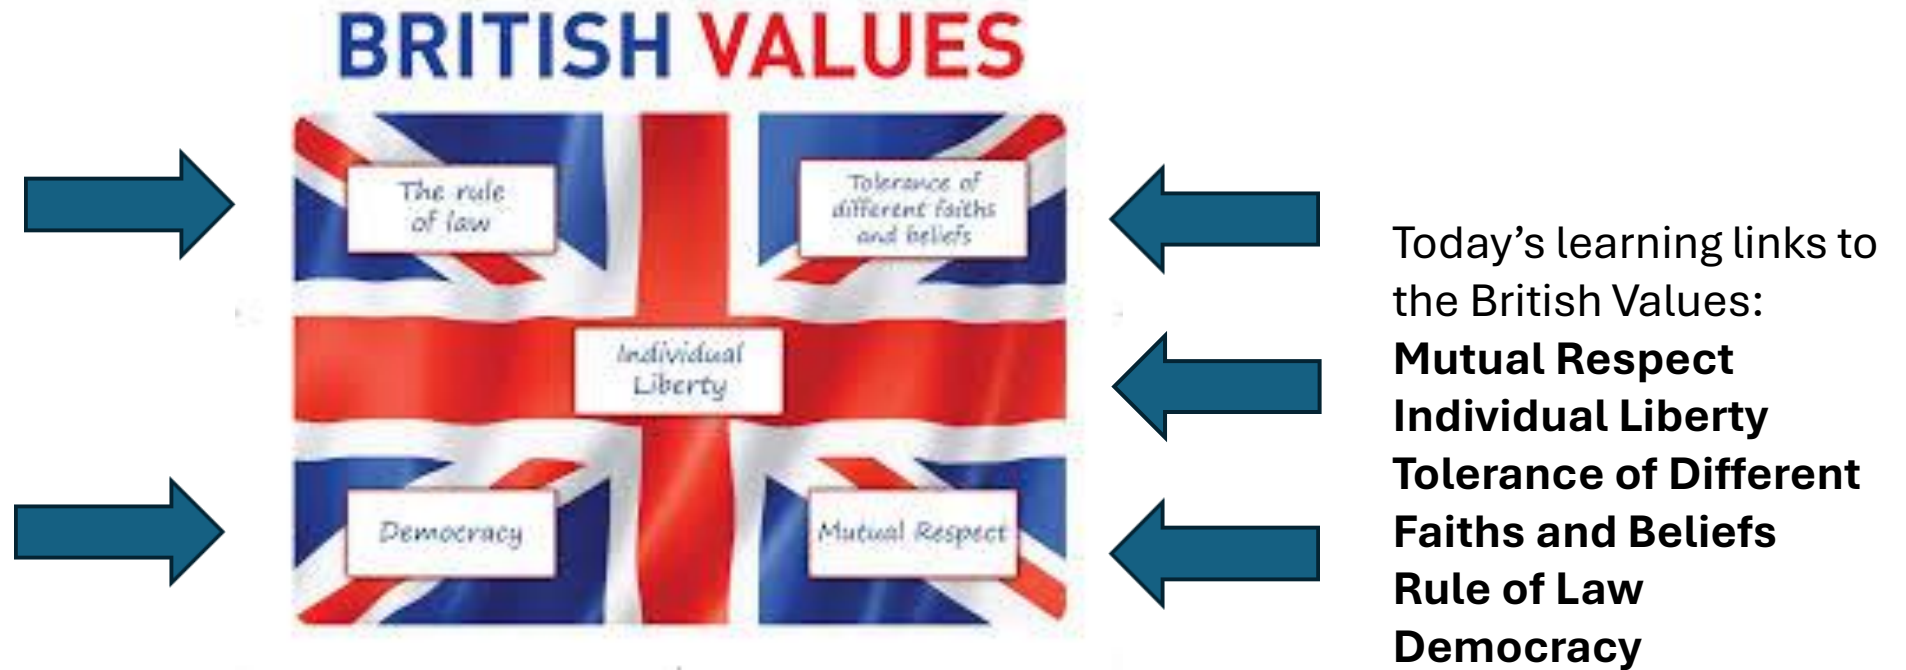 BRITISH VALUES
The rule
of law
Tolerance of
different faiths
and beliefs
Individual
Liberty
Democracy
Mutual Respect
Today’s learning links to
the British Values:
Mutual Respect
Individual Liberty
Tolerance of Different
Faiths and Beliefs
Rule of Law
Democracy